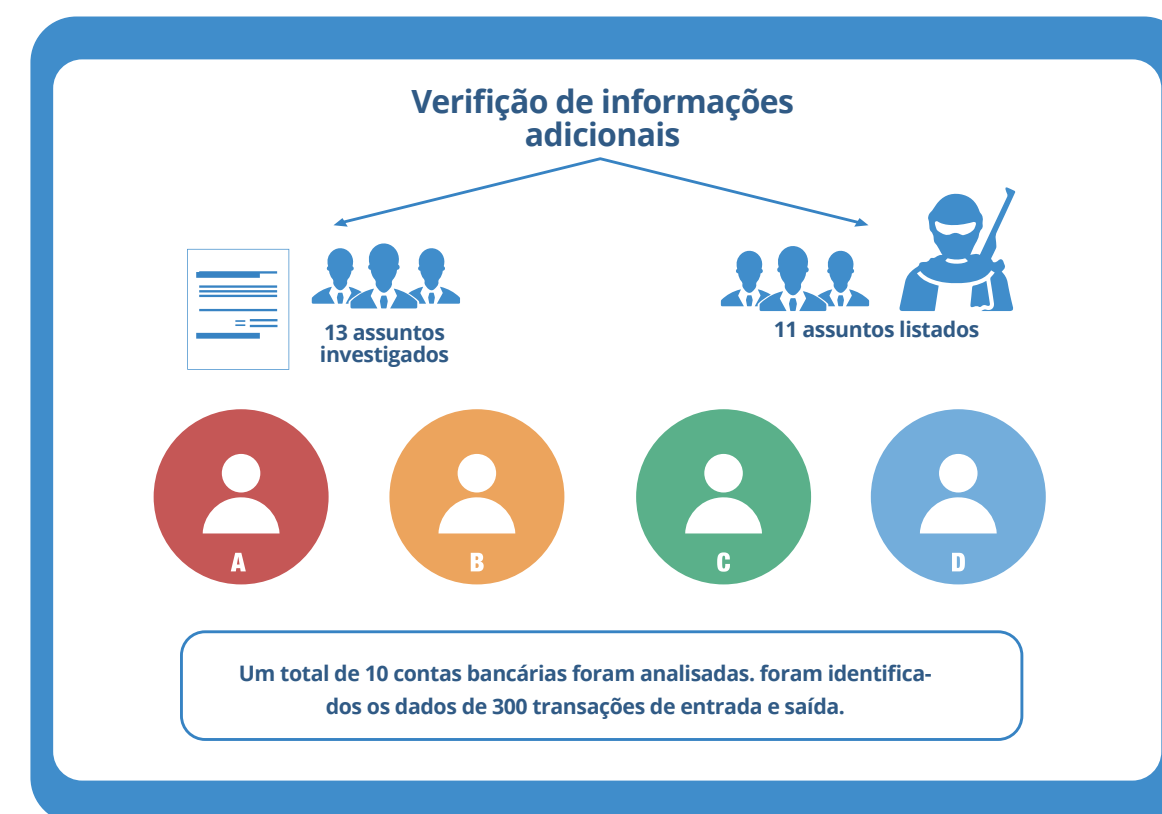 Verifição de informações
adicionais
13 assuntos
investigados
11 assuntos listados
A
B
C
D
Um total de 10 contas bancárias foram analisadas. foram identifica-
dos os dados de 300 transações de entrada e saída.